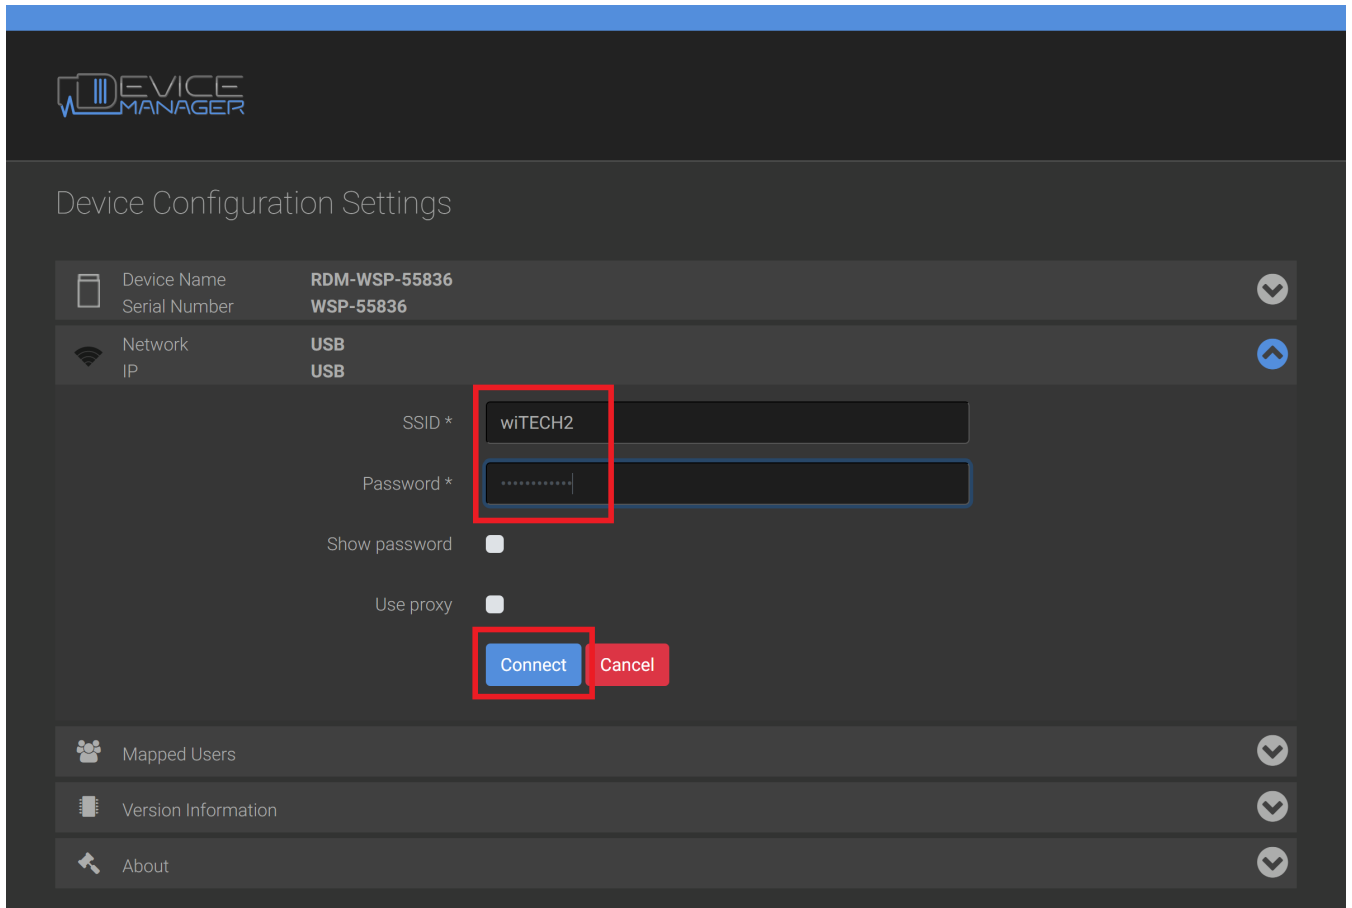 DEVICE
MANAGER
Device Configuration Settings
Device Name RDM-WSP-55836
Serial Number WSP-55836
Network USB
IP USB
SSID * wiTECH2
Password * ••••••••••••
Show password
Use proxy
Connect Cancel
Mapped Users
Version Information
About